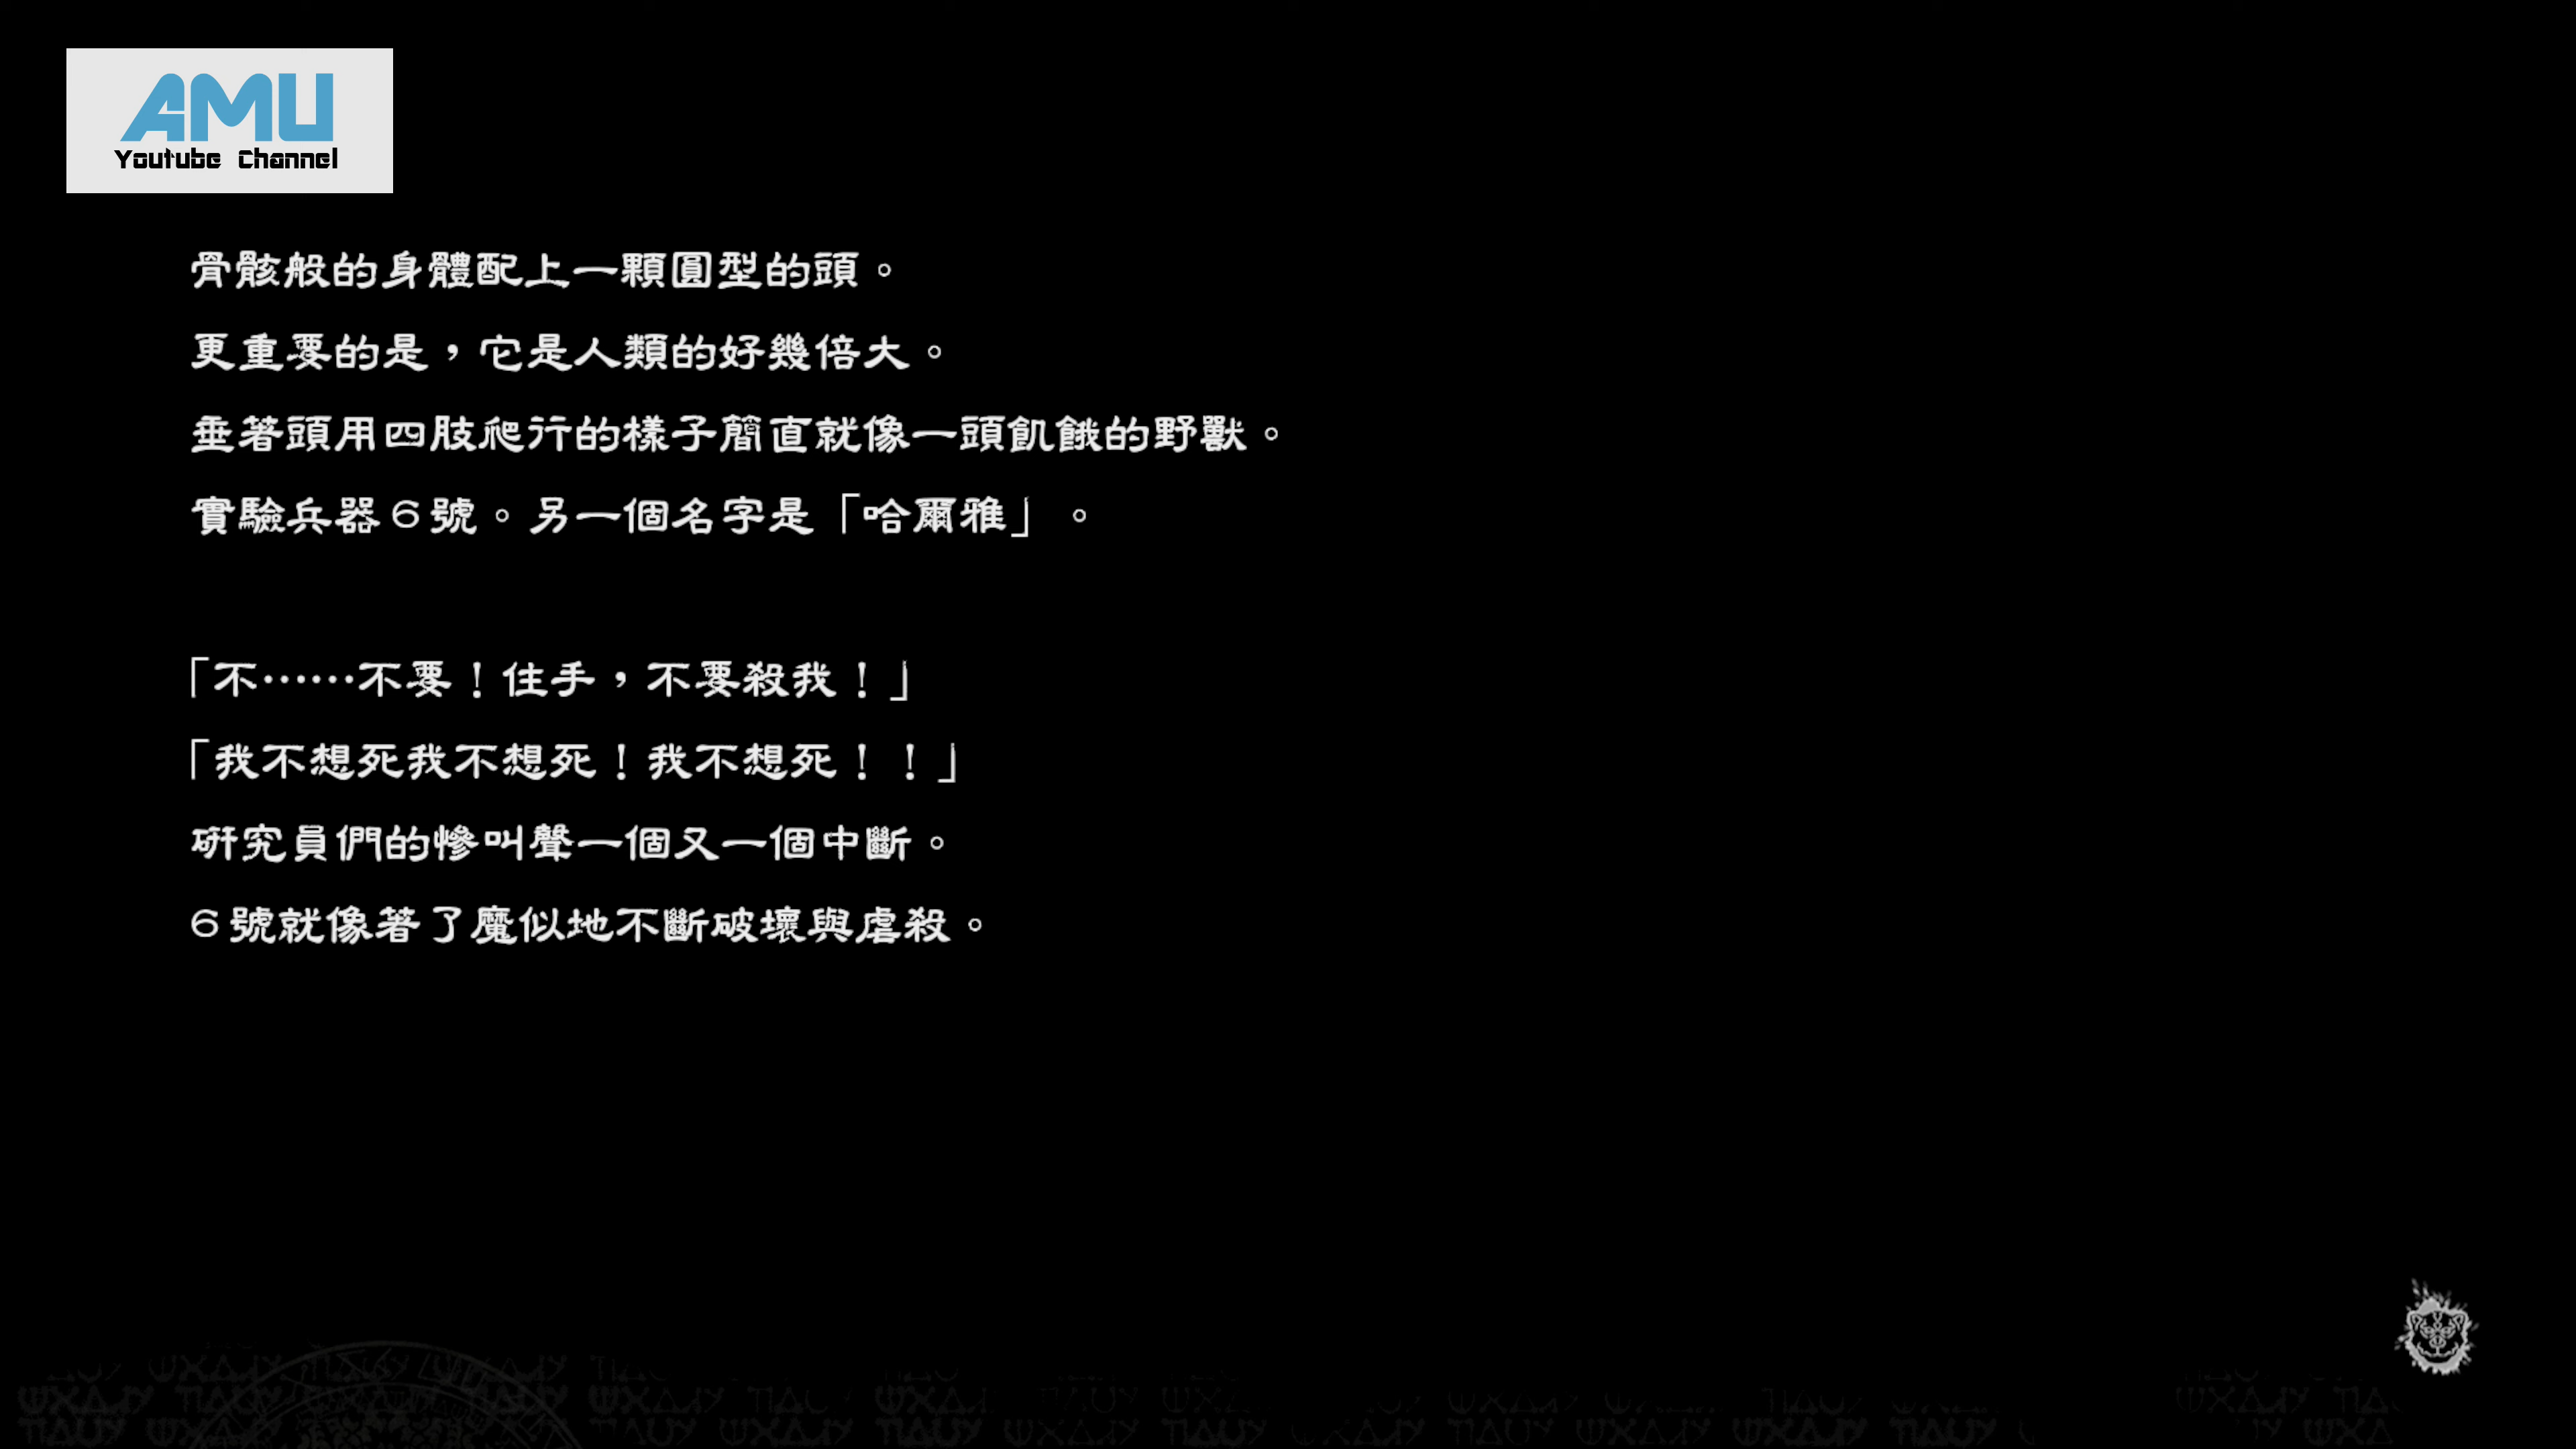 AMU
Youtube Channel
骨骸般的身體配上一顆圓型的頭。
更重要的是，它是人類的好幾倍大。
垂著頭用四肢爬行的樣子簡直就像一頭飢餓的野獸。
實驗兵器６號。另一個名字是「哈爾雅」。
「不……不要！住手，不要殺我！」
「我不想死我不想死！我不想死！！」
研究員們的慘叫聲一個又一個中斷。
６號就像著了魔似地不斷破壞與虐殺。